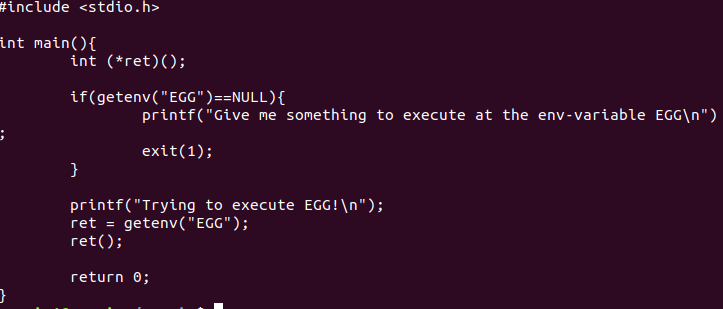 #include <stdio.h>
int main(){
int (*ret)();
if(getenv("EGG")==NULL){
printf("Give me something to execute at the env-variable EGG\n")
;
exit(1);
}
printf("Trying to execute EGG!\n");
ret = getenv("EGG");
ret();
return 0;
}